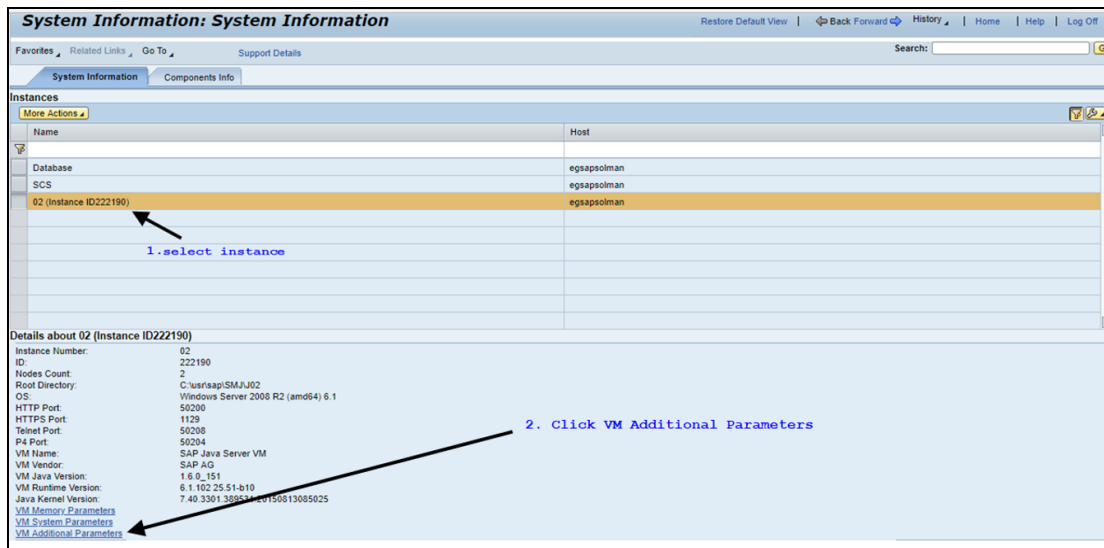 System Information: System Information
Restore Default View | Back Forward History | Home | Help | Log Off
Favorites Related Links Go To Support Details Search:
System Information Components Info
Instances
More Actions
Name Host
Database egsapsolman
SCS egsapsolman
02 (Instance ID222190) egsapsolman
1.select instance
Details about 02 (Instance ID222190)
Instance Number: 02
ID: 222190
Nodes Count: 2
Root Directory: C:\usr\sap\SMJ\J02
OS: Windows Server 2008 R2 (amd64) 6.1
HTTP Port: 50200
HTTPS Port: 1129
Telnet Port: 50208
2. Click VM Additional Parameters
P4 Port: 50204
VM Name: SAP Java Server VM
VM Vendor: SAP AG
VM Java Version: 1.6.0_151
VM Runtime Version: 6.1.102 25.51-b10
Java Kernel Version:
VM Memory Parameters
VM System Parameters
VM Additional Parameters